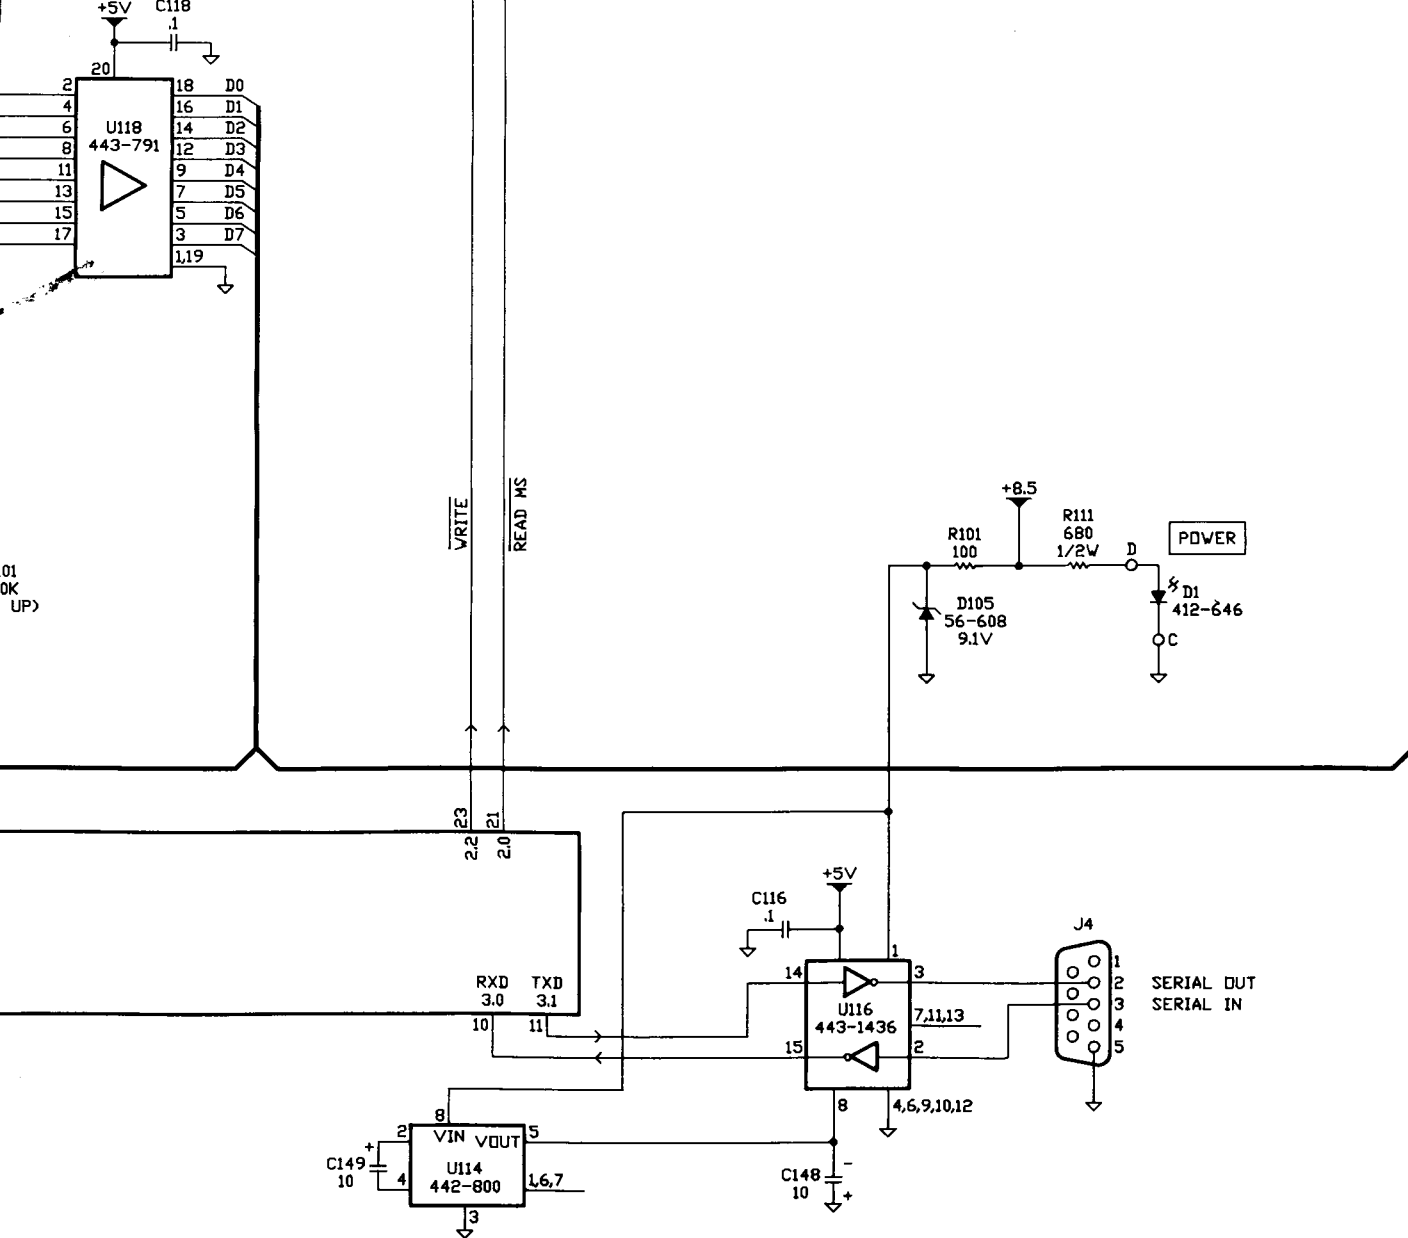 +5V
C118
.1
20
2 18 D0
4 16 D1
6 14 D2
8 12 D3
11 9 D4
13 7 D5
15 5 D6
17 3 D7
1,19
U118
443-791
WRITE
READ MS
01
0K
UP)
+8.5
R101
100
R111
680
1/2W
D
POWER
D105
56-608
9.1V
D1
412-646
C
23
21
2.2
2.0
RXD
3.0
TXD
3.1
10
11
+5V
C116
.1
1
14
3
U116
443-1436
7,11,13
15
2
8
4,6,9,10,12
J4
1
2
3
4
5
SERIAL OUT
SERIAL IN
8
2
VIN
VOUT
5
+
C149
10
4
U114
442-800
1,6,7
3
C148
10
-
+